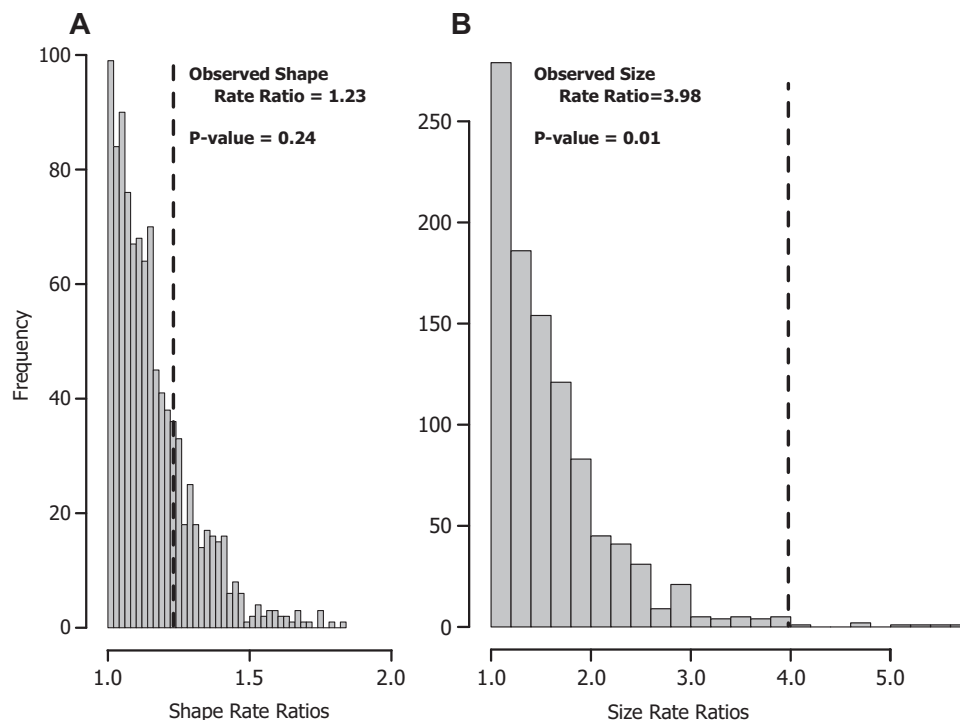 A
Observed Shape
Rate Ratio = 1.23
P-value = 0.24
Frequency
100
80
60
40
20
0
1.0 1.5 2.0
Shape Rate Ratios
B
Observed Size
Rate Ratio=3.98
P-value = 0.01
250
200
150
100
50
0
1.0 2.0 3.0 4.0 5.0
Size Rate Ratios